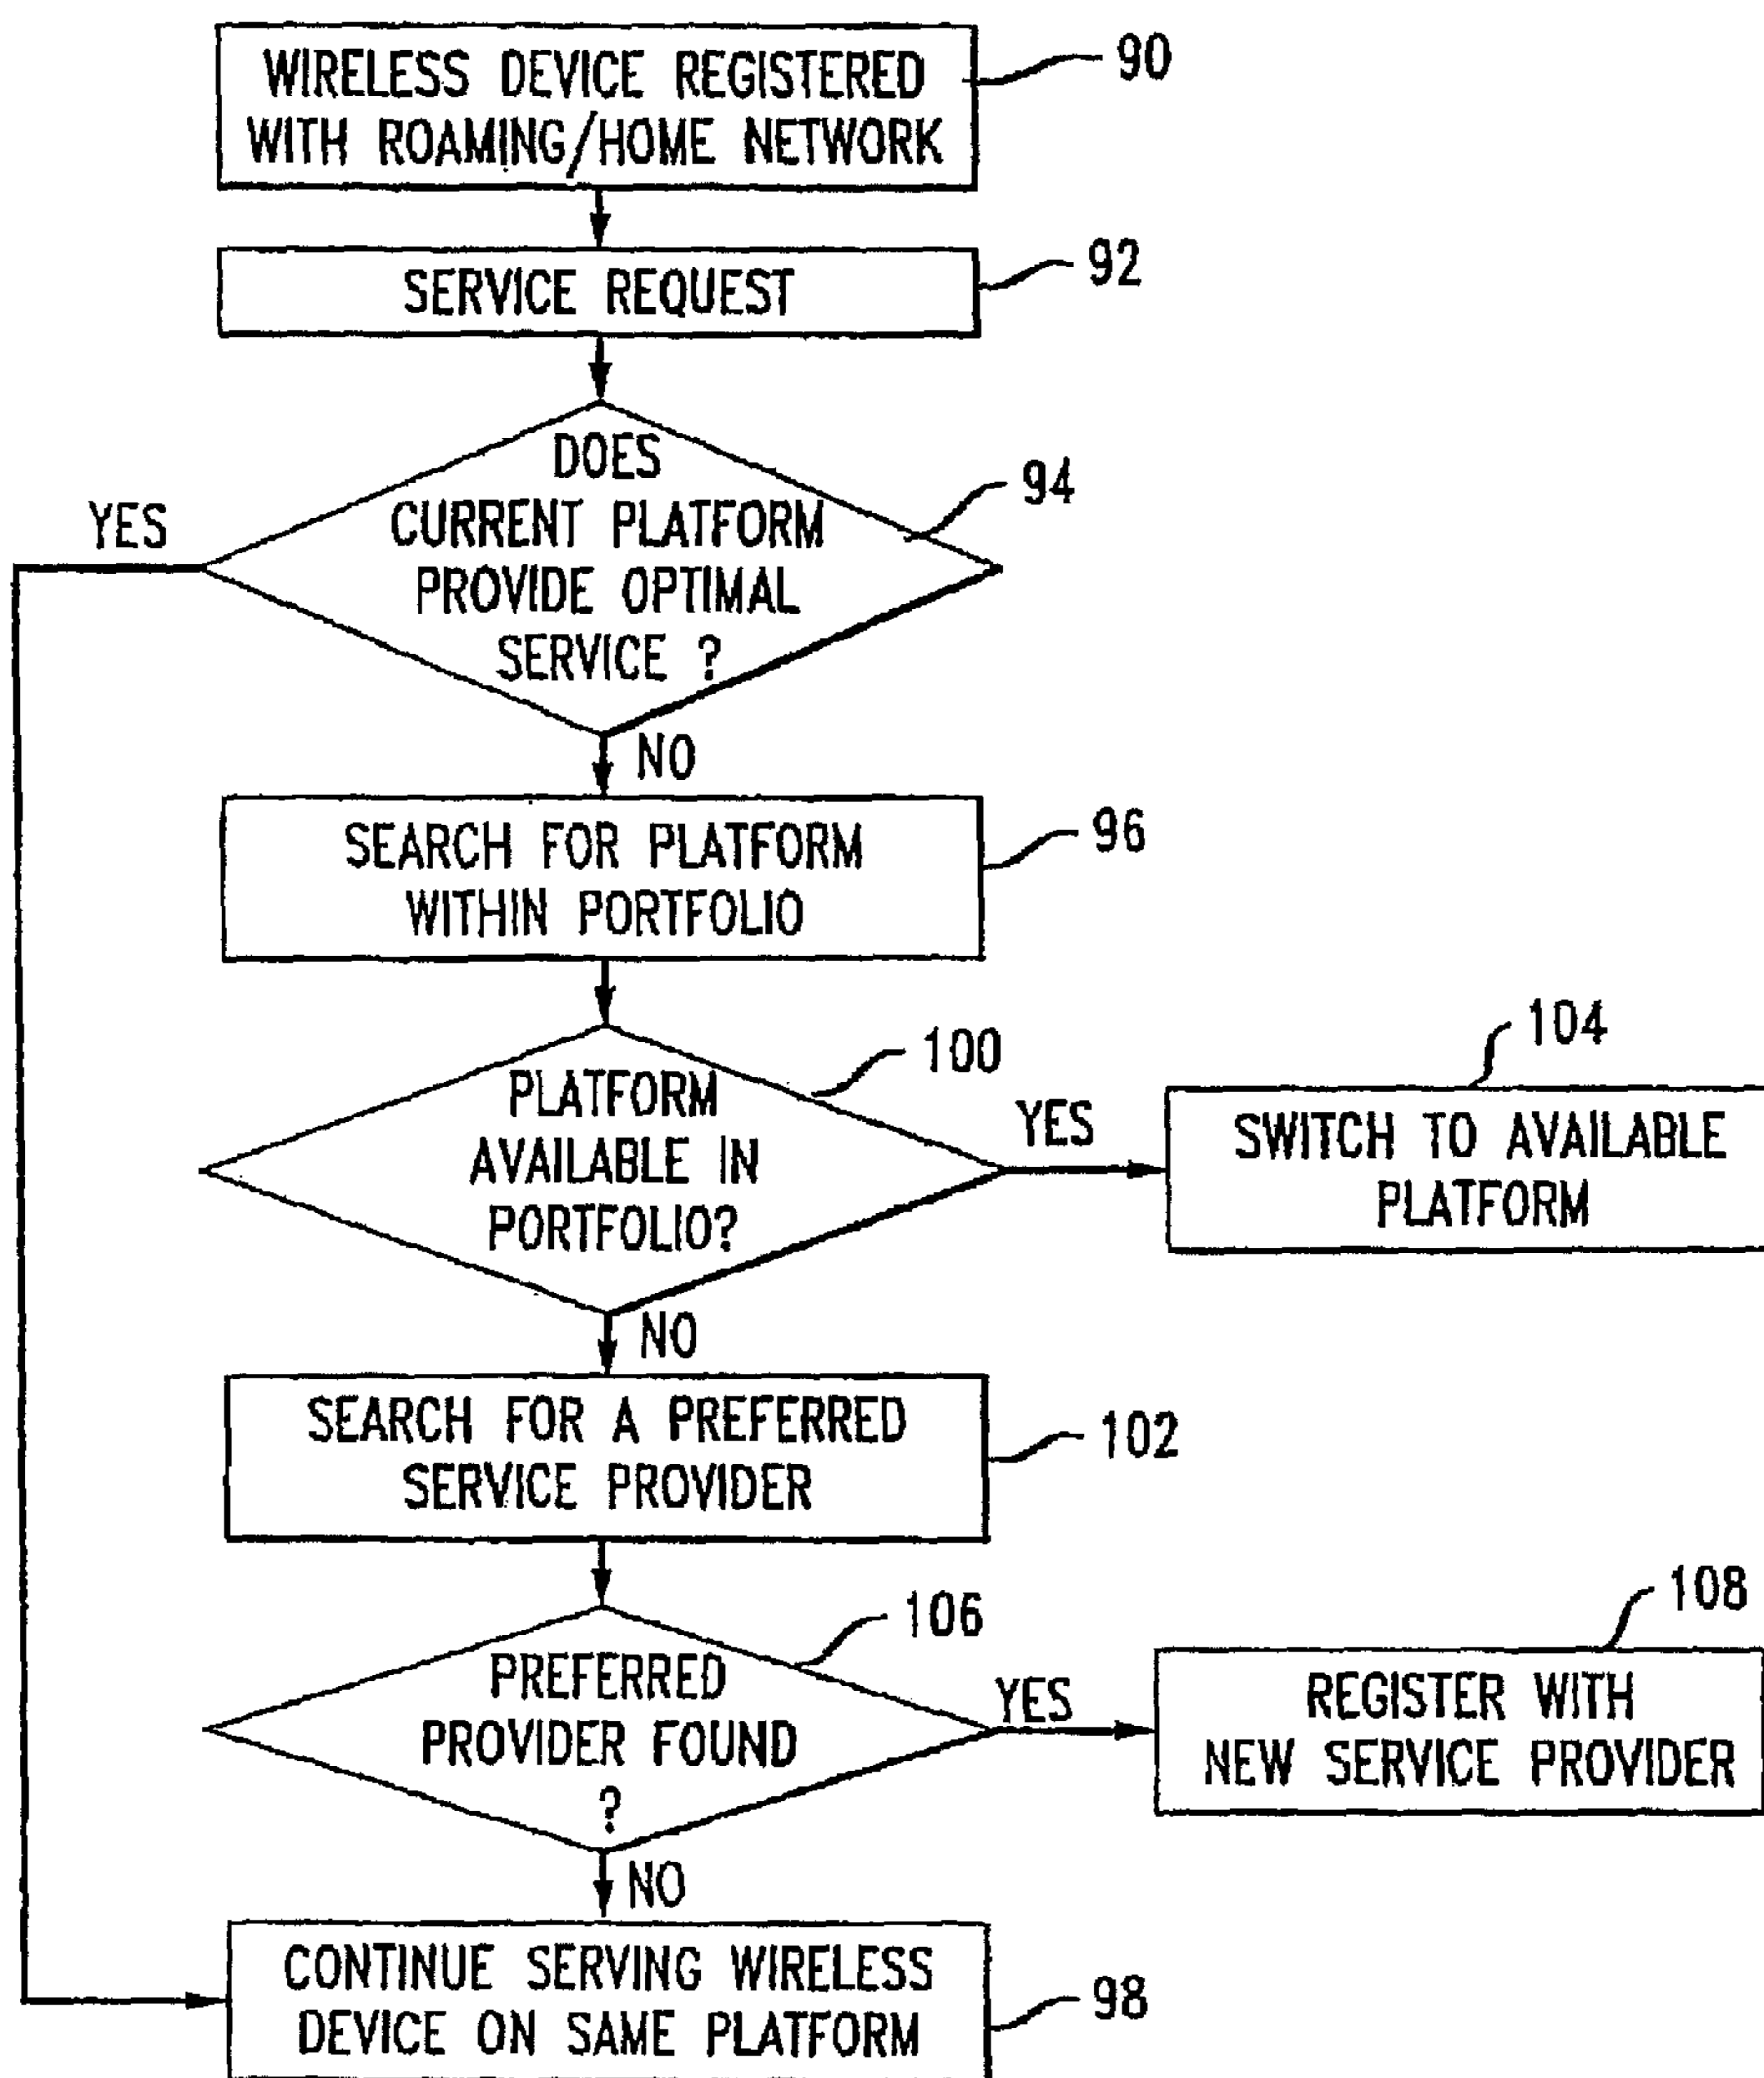 WIRELESS DEVICE REGISTERED
WITH ROAMING/HOME NETWORK
90
SERVICE REQUEST
92
DOES
CURRENT PLATFORM
PROVIDE OPTIMAL
SERVICE ?
94
YES
NO
SEARCH FOR PLATFORM
WITHIN PORTFOLIO
96
PLATFORM
AVAILABLE IN
PORTFOLIO?
100
YES
SWITCH TO AVAILABLE
PLATFORM
104
NO
SEARCH FOR A PREFERRED
SERVICE PROVIDER
102
PREFERRED
PROVIDER FOUND
?
106
YES
REGISTER WITH
NEW SERVICE PROVIDER
108
NO
CONTINUE SERVING WIRELESS
DEVICE ON SAME PLATFORM
98